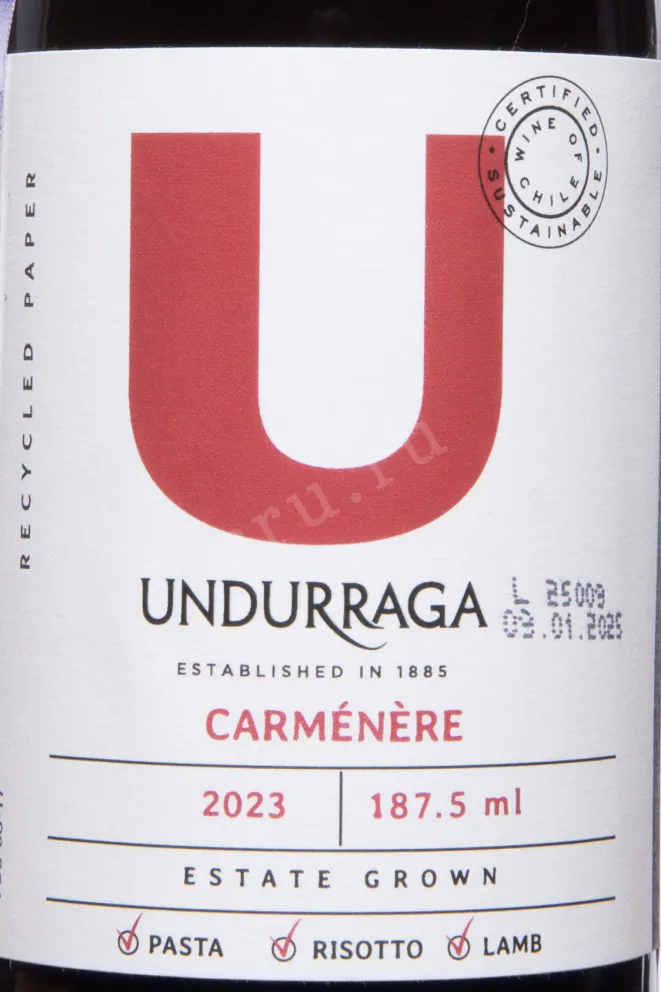 CERTIFIED
SUSTAINABLE
WINE OF
CHILE
RECYCLED PAPER
U
UNDURRAGA
L 25009
09.01.2025
ESTABLISHED IN 1885
CARMÉNÈRE
2023
187.5 ml
ESTATE GROWN
PASTA RISOTTO LAMB